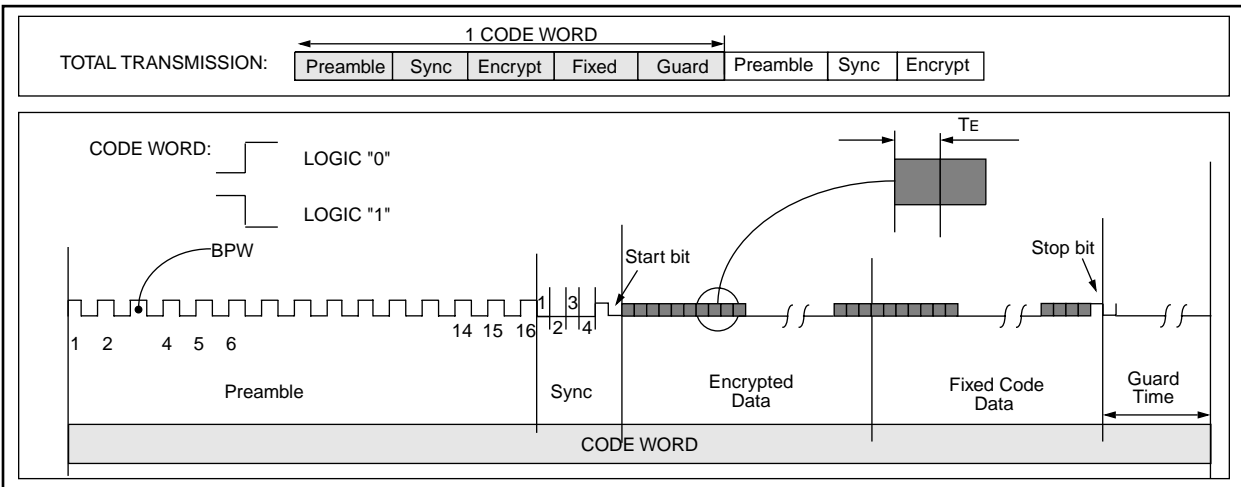 1 CODE WORD
TOTAL TRANSMISSION: Preamble Sync Encrypt Fixed Guard Preamble Sync Encrypt
TE
CODE WORD:
LOGIC "0"
LOGIC "1"
BPW
Start bit
Stop bit
1 3
14 15 16 2 4
1 2 4 5 6
Preamble
Sync
Encrypted
Data
Fixed Code
Data
Guard
Time
CODE WORD